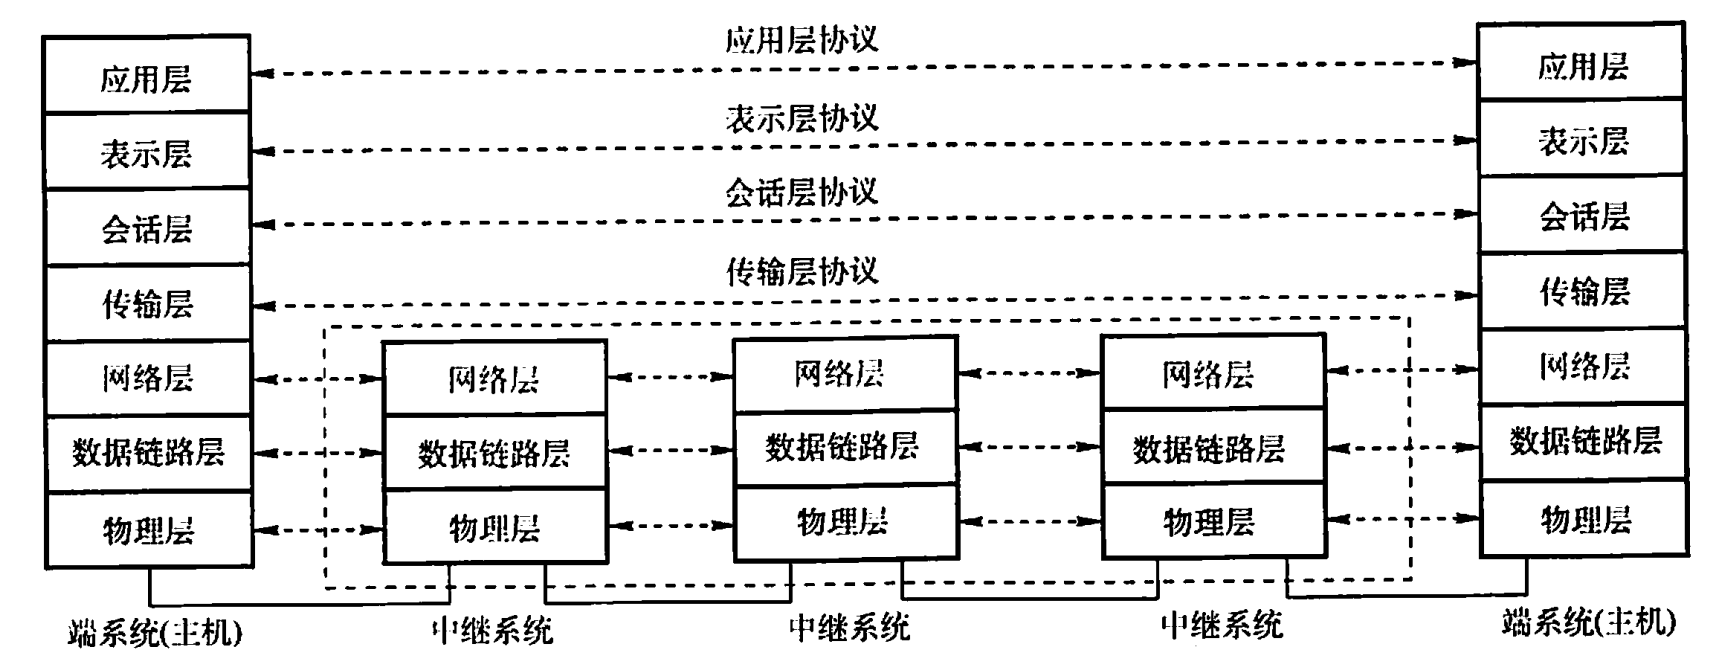 应用层协议
应用层
应用层
表示层协议
表示层
表示层
会话层协议
会话层
会话层
传输层协议
传输层
传输层
网络层
网络层
网络层
网络层
网络层
数据链路层
数据链路层
数据链路层
数据链路层
数据链路层
物理层
物理层
物理层
物理层
物理层
端系统(主机)
中继系统
中继系统
中继系统
端系统(主机)